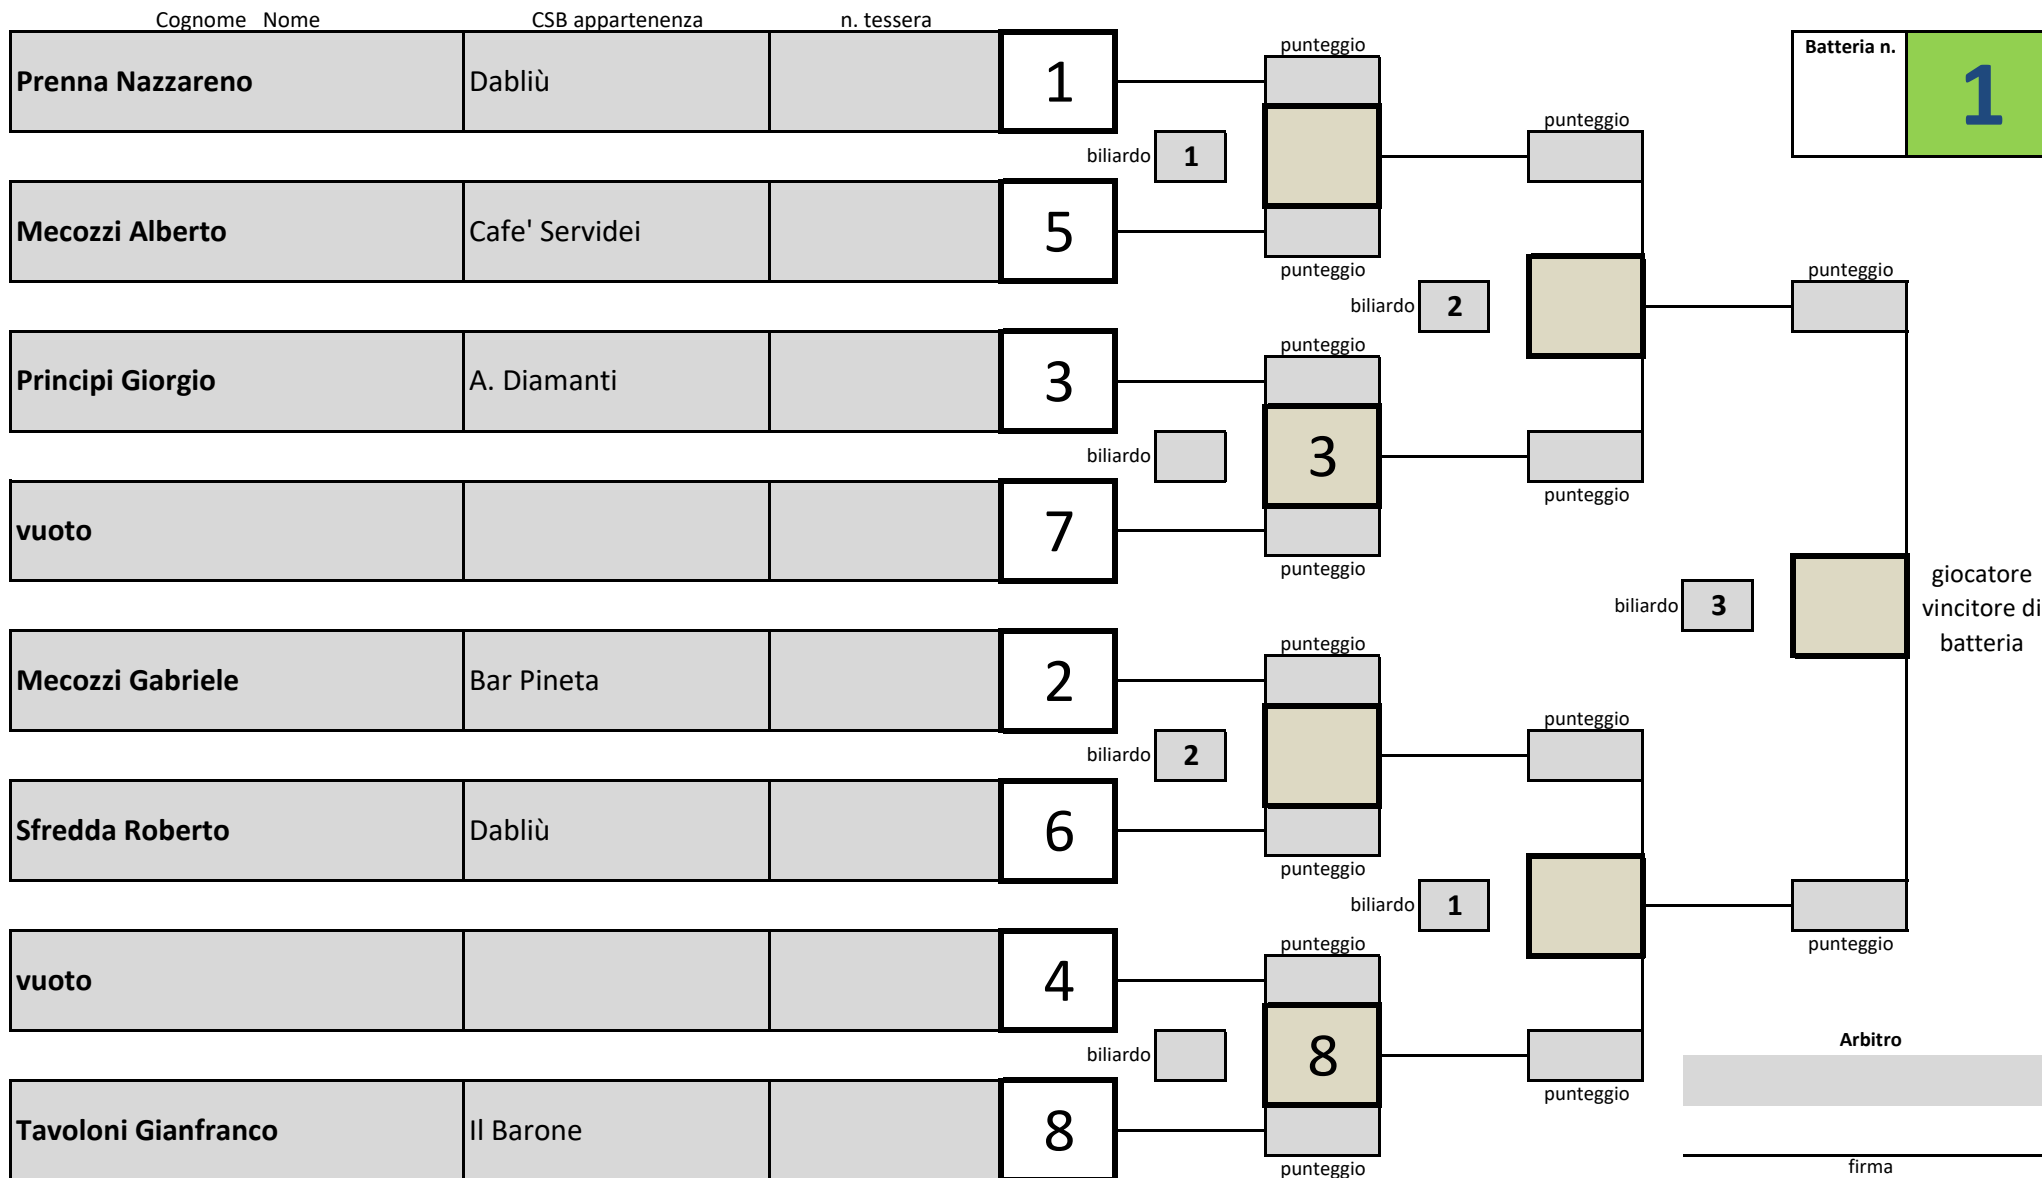 Cognome Nome CSB appartenenza n. tessera
punteggio
Batteria n. 1
Prenna Nazzareno Dabliù 1
punteggio
biliardo 1
Mecozzi Alberto Cafe' Servidei 5
punteggio
punteggio
biliardo 2
punteggio
Principi Giorgio A. Diamanti 3
biliardo 3
punteggio
vuoto 7
punteggio
giocatore
vincitore di
batteria
biliardo 3
punteggio
Mecozzi Gabriele Bar Pineta 2
punteggio
biliardo 2
Sfredda Roberto Dabliù 6
punteggio
biliardo 1
punteggio
punteggio
vuoto 4
Arbitro
biliardo 8
punteggio
Tavoloni Gianfranco Il Barone 8
punteggio
firma